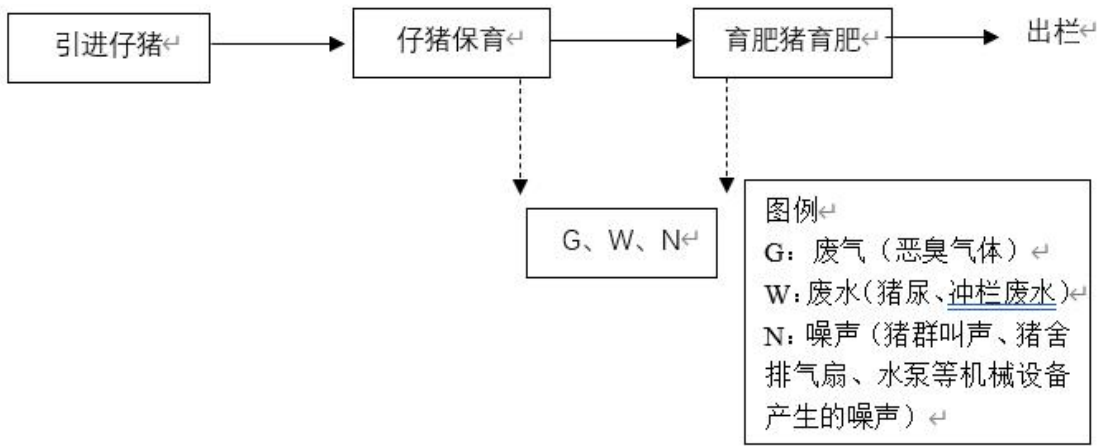 引进仔猪
仔猪保育
育肥猪育肥
出栏
G、W、N
图例
G：废气（恶臭气体）
W：废水（猪尿、冲栏废水）
N：噪声（猪群叫声、猪舍
排气扇、水泵等机械设备
产生的噪声）